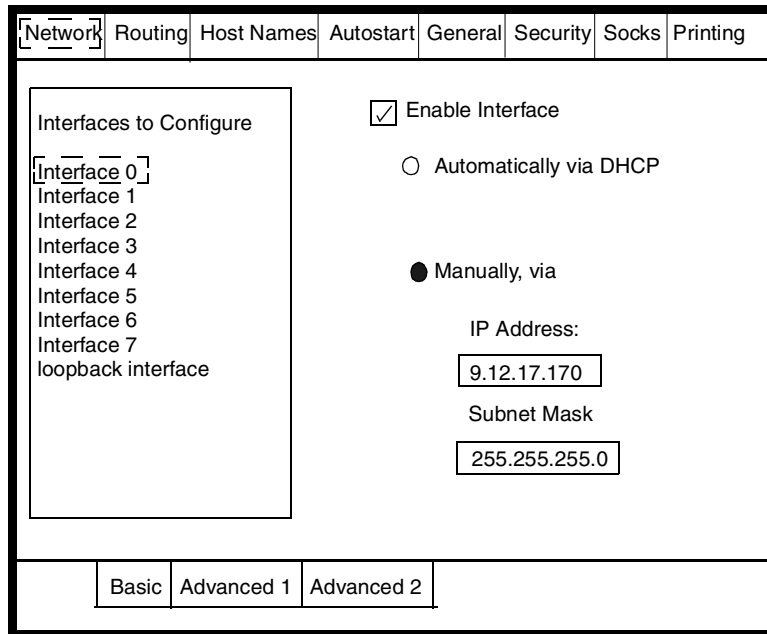 Network Routing Host Names Autostart General Security Socks Printing
Interfaces to Configure
Interface 0
Interface 1
Interface 2
Interface 3
Interface 4
Interface 5
Interface 6
Interface 7
loopback interface
Enable Interface
Automatically via DHCP
Manually, via
IP Address:
9.12.17.170
Subnet Mask
255.255.255.0
Basic Advanced 1 Advanced 2